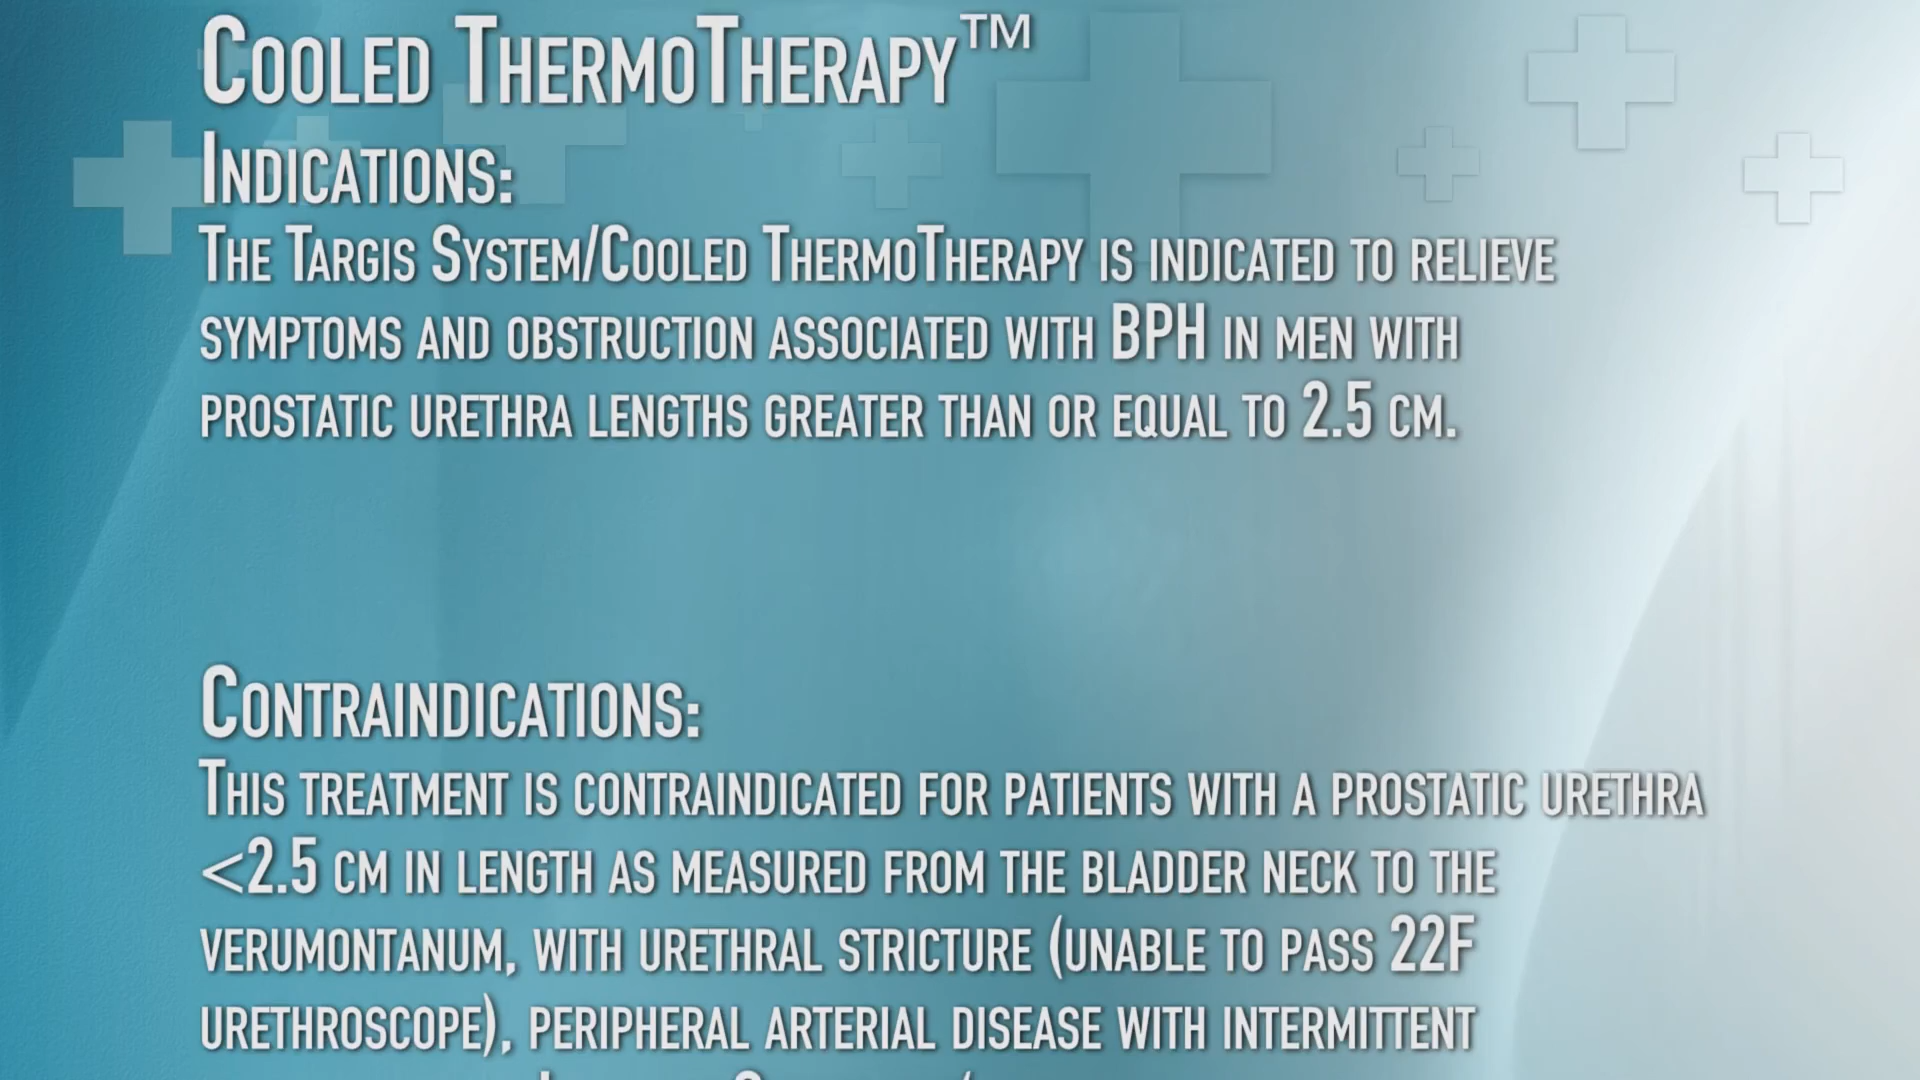 Cooled ThermoTherapy™
Indications:
The Targis System/Cooled ThermoTherapy is indicated to relieve
symptoms and obstruction associated with BPH in men with
prostatic urethra lengths greater than or equal to 2.5 cm.
Contraindications:
This treatment is contraindicated for patients with a prostatic urethra
<2.5 cm in length as measured from the bladder neck to the
verumontanum, with urethral stricture (unable to pass 22F
urethroscope), peripheral arterial disease with intermittent